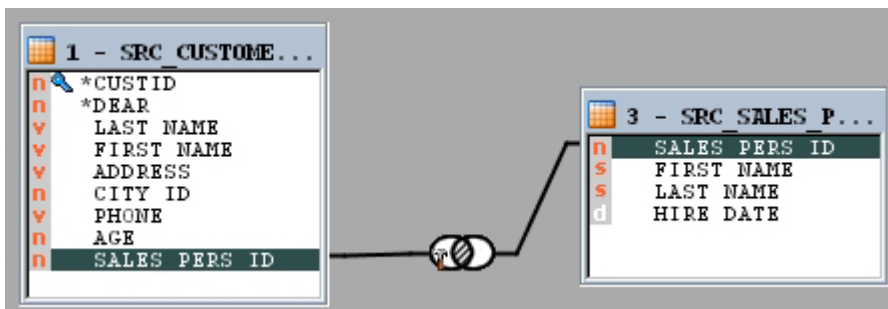 1 - SRC_CUSTOME...
n *CUSTID
n *DEAR
v LAST NAME
v FIRST NAME
v ADDRESS
n CITY ID
v PHONE
n AGE
n SALES PERS ID
3 - SRC_SALES_P...
n SALES PERS ID
s FIRST NAME
s LAST NAME
d HIRE DATE